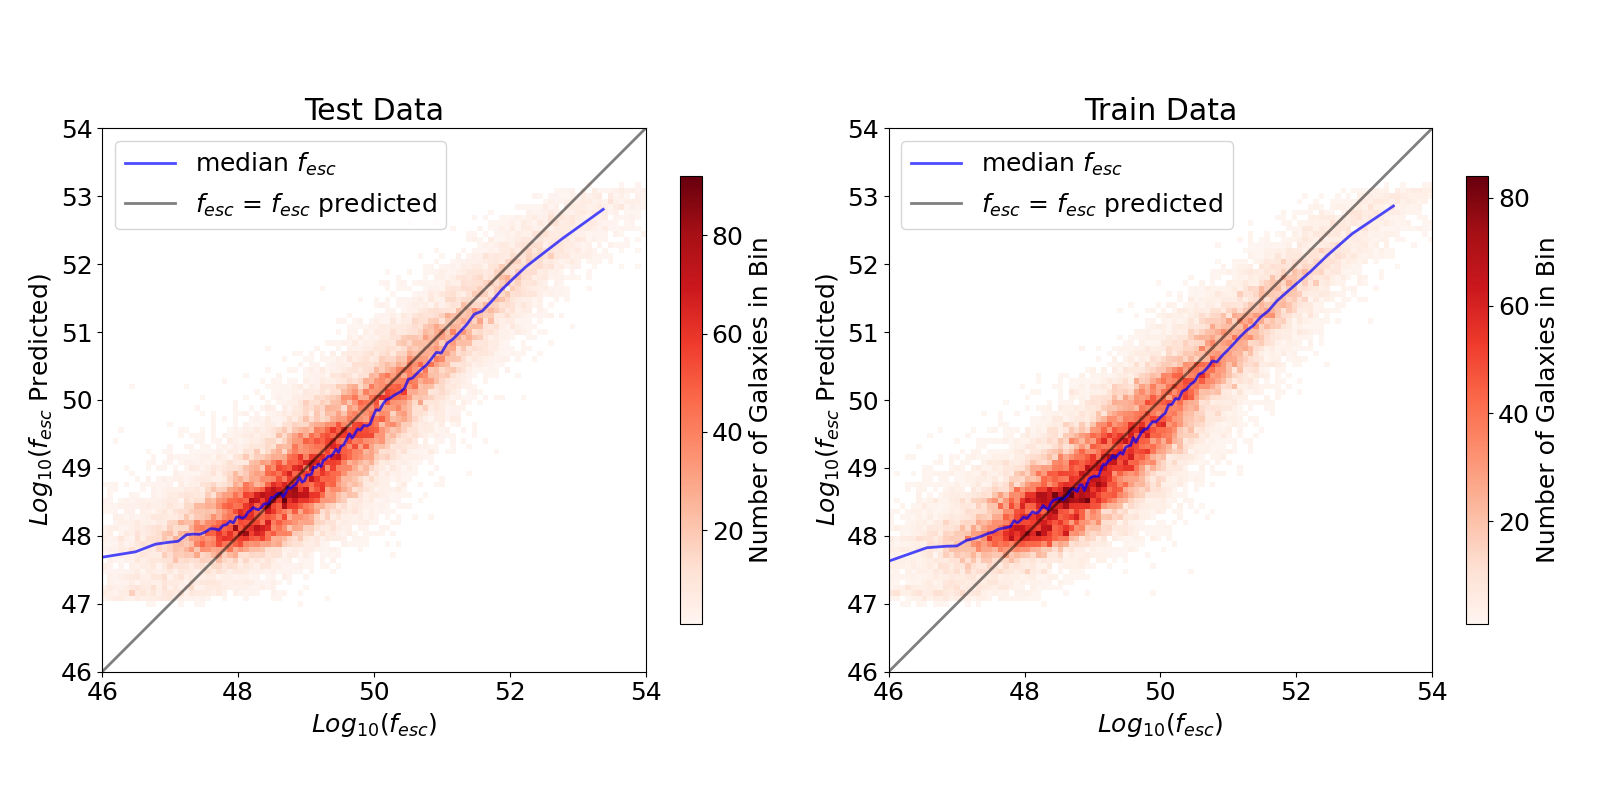 Test Data
54
53
52
51
50
49
48
47
46
46 48 50 52 54
Log₁₀(f_esc)
Log₁₀(f_esc Predicted)
median f_esc
f_esc = f_esc predicted
80
60
40
20
Number of Galaxies in Bin
Train Data
54
53
52
51
50
49
48
47
46
46 48 50 52 54
Log₁₀(f_esc)
Log₁₀(f_esc Predicted)
median f_esc
f_esc = f_esc predicted
80
60
40
20
Number of Galaxies in Bin